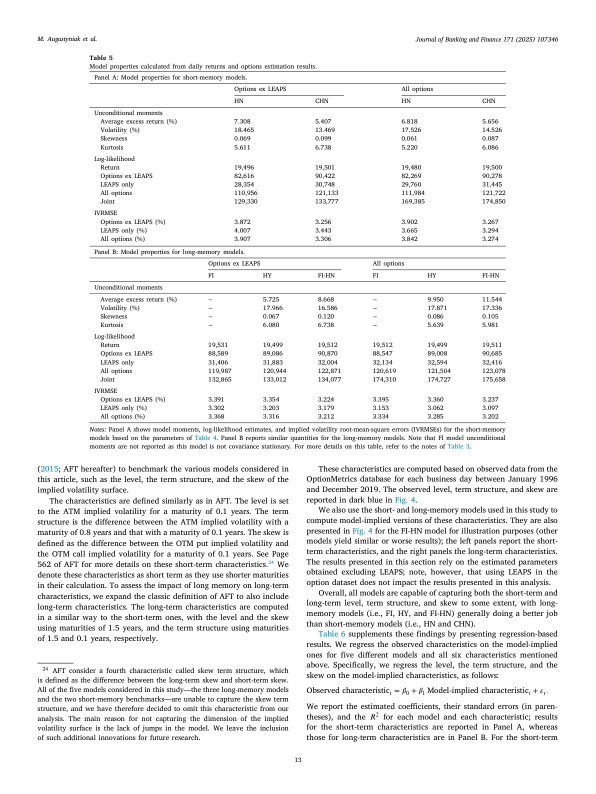 M. Augustyniak et al.
Journal of Banking and Finance 171 (2025) 107346
Table 5
Model properties calculated from daily returns and options estimation results.
Panel A: Model properties for short-memory models.
Options ex LEAPS All options
HN CHN HN CHN
Unconditional moments
Average excess return (%) 7.308 5.407 6.818 5.656
Volatility (%) 18.465 13.469 17.526 14.526
Skewness 0.069 0.099 0.061 0.087
Kurtosis 5.611 6.738 5.220 6.086
Log-likelihood
Return 19,496 19,501 19,480 19,500
Options ex LEAPS 82,616 90,422 82,269 90,278
LEAPS only 28,354 30,748 29,760 31,445
All options 110,956 121,133 111,984 121,722
Joint 129,330 133,777 169,385 174,850
IVRMSE
Options ex LEAPS (%) 3.872 3.256 3.902 3.267
LEAPS only (%) 4.007 3.443 3.665 3.294
All options (%) 3.907 3.306 3.842 3.274
Panel B: Model properties for long-memory models.
Options ex LEAPS All options
FI HY FI-HN FI HY FI-HN
Unconditional moments
Average excess return (%) – 5.725 8.668 – 9.950 11.544
Volatility (%) – 17.966 16.586 – 17.871 17.336
Skewness – 0.067 0.120 – 0.086 0.105
Kurtosis – 6.080 6.738 – 5.639 5.981
Log-likelihood
Return 19,531 19,499 19,512 19,512 19,499 19,511
Options ex LEAPS 88,589 89,086 90,870 88,547 89,008 90,685
LEAPS only 31,406 31,883 32,004 32,134 32,594 32,416
All options 119,987 120,944 122,871 120,619 121,504 123,078
Joint 132,865 133,012 134,077 174,310 174,727 175,658
IVRMSE
Options ex LEAPS (%) 3.391 3.354 3.224 3.395 3.360 3.237
LEAPS only (%) 3.302 3.203 3.179 3.153 3.062 3.097
All options (%) 3.368 3.316 3.212 3.334 3.285 3.202
Notes: Panel A shows model moments, log-likelihood estimates, and implied volatility root-mean-square errors (IVRMSEs) for the short-memory
models based on the parameters of Table 4. Panel B reports similar quantities for the long-memory models. Note that FI model unconditional
moments are not reported as this model is not covariance stationary. For more details on this table, refer to the notes of Table 3.
(2015; AFT hereafter) to benchmark the various models considered in
this article, such as the level, the term structure, and the skew of the
implied volatility surface.
The characteristics are defined similarly as in AFT. The level is set
to the ATM implied volatility for a maturity of 0.1 years. The term
structure is the difference between the ATM implied volatility with a
maturity of 0.8 years and that with a maturity of 0.1 years. The skew is
defined as the difference between the OTM put implied volatility and
the OTM call implied volatility for a maturity of 0.1 years. See Page
562 of AFT for more details on these short-term characteristics.24 We
denote these characteristics as short term as they use shorter maturities
in their calculation. To assess the impact of long memory on long-term
characteristics, we expand the classic definition of AFT to also include
long-term characteristics. The long-term characteristics are computed
in a similar way to the short-term ones, with the level and the skew
using maturities of 1.5 years, and the term structure using maturities
of 1.5 and 0.1 years, respectively.
24 AFT consider a fourth characteristic called skew term structure, which
is defined as the difference between the long-term skew and short-term skew.
All of the five models considered in this study—the three long-memory models
and the two short-memory benchmarks—are unable to capture the skew term
structure, and we have therefore decided to omit this characteristic from our
analysis. The main reason for not capturing the dimension of the implied
volatility surface is the lack of jumps in the model. We leave the inclusion
of such additional innovations for future research.
These characteristics are computed based on observed data from the
OptionMetrics database for each business day between January 1996
and December 2019. The observed level, term structure, and skew are
reported in dark blue in Fig. 4.
We also use the short- and long-memory models used in this study to
compute model-implied versions of these characteristics. They are also
presented in Fig. 4 for the FI-HN model for illustration purposes (other
models yield similar or worse results); the left panels report the short-
term characteristics, and the right panels the long-term characteristics.
The results presented in this section rely on the estimated parameters
obtained excluding LEAPS; note, however, that using LEAPS in the
option dataset does not impact the results presented in this analysis.
Overall, all models are capable of capturing both the short-term and
long-term level, term structure, and skew to some extent, with long-
memory models (i.e., FI, HY, and FI-HN) generally doing a better job
than short-memory models (i.e., HN and CHN).
Table 6 supplements these findings by presenting regression-based
results. We regress the observed characteristics on the model-implied
ones for five different models and all six characteristics mentioned
above. Specifically, we regress the level, the term structure, and the
skew on the model-implied characteristics, as follows:
Observed characteristic_t = β0 + β1 Model-implied characteristic_t + ε_t.
We report the estimated coefficients, their standard errors (in paren-
theses), and the R² for each model and each characteristic; results
for the short-term characteristics are reported in Panel A, whereas
those for long-term characteristics are in Panel B. For the short-term
13